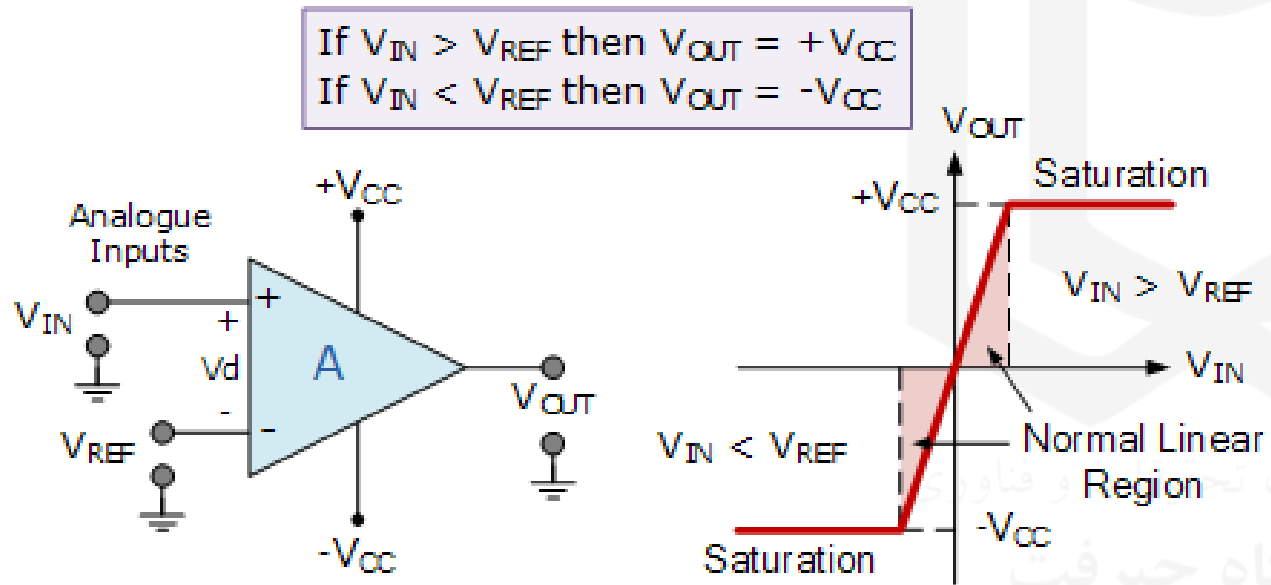 If VIN > VREF then VOUT = +VCC
If VIN < VREF then VOUT = -VCC
+VCC
Analogue
Inputs
VIN
+
+
Vd
A
-
-
VREF
VOUT
-VCC
VOUT
Saturation
+VCC
VIN > VREF
VIN
VIN < VREF
Normal Linear
Region
-VCC
Saturation
و فناوری